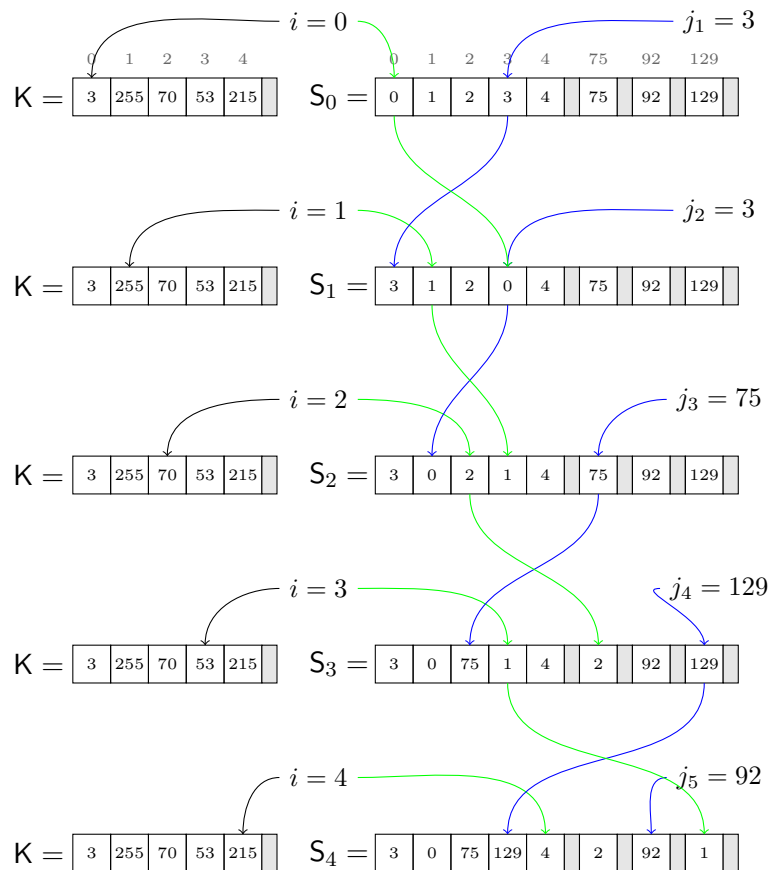 i = 0 j₁ = 3
0 1 2 3 4 0 1 2 3 4 75 92 129
K = 3 255 70 53 215 S₀ = 0 1 2 3 4 75 92 129
i = 1 j₂ = 3
K = 3 255 70 53 215 S₁ = 3 1 2 0 4 75 92 129
i = 2 j₃ = 75
K = 3 255 70 53 215 S₂ = 3 0 2 1 4 75 92 129
i = 3 j₄ = 129
K = 3 255 70 53 215 S₃ = 3 0 75 1 4 2 92 129
i = 4 j₅ = 92
K = 3 255 70 53 215 S₄ = 3 0 75 129 4 2 92 1